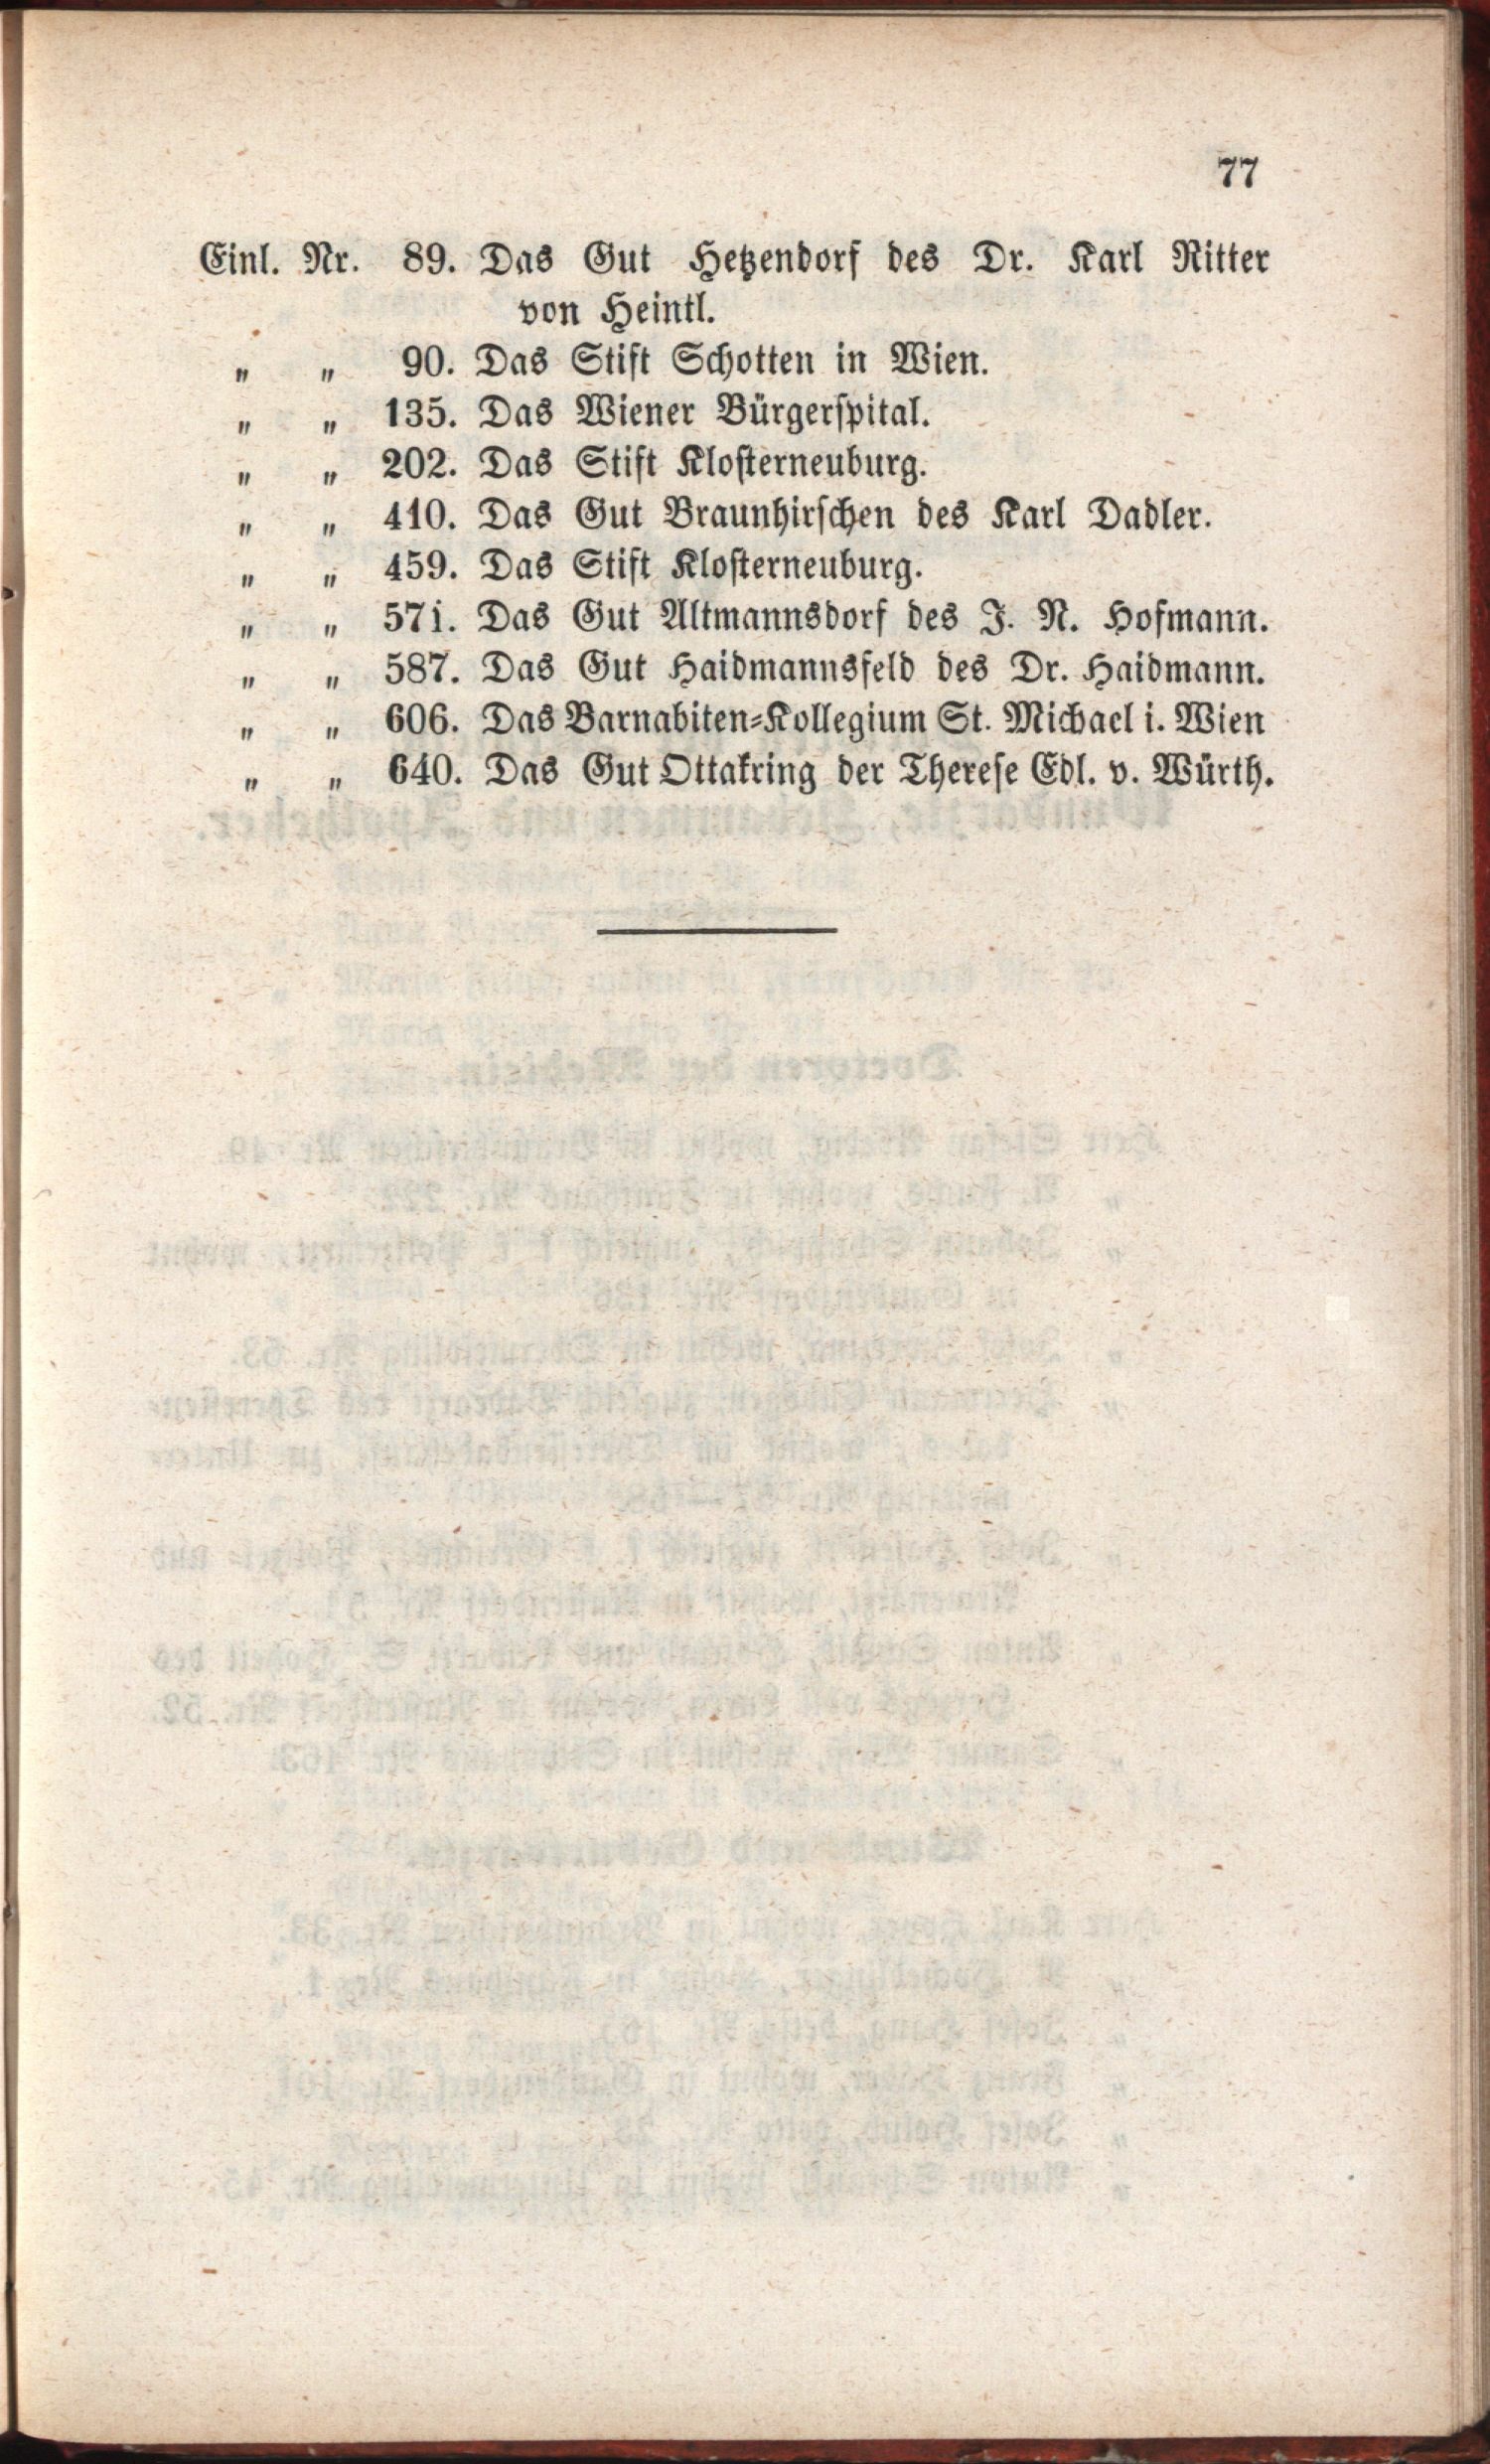 77
Einl. Nr. 89. Das Gut Hetzendorf des Dr. Karl Ritter
von Heintl.
„ „ 90. Das Stift Schotten in Wien.
„ „ 135. Das Wiener Bürgerspital.
„ „ 202. Das Stift Klosterneuburg.
„ „ 410. Das Gut Braunhirschen des Karl Dadler.
„ „ 459. Das Stift Klosterneuburg.
„ „ 571. Das Gut Altmannsdorf des J. N. Hofmann.
„ „ 587. Das Gut Haidmannsfeld des Dr. Haidmann.
„ „ 606. Das Barnabiten-Kollegium St. Michael i. Wien
„ „ 640. Das Gut Ottakring der Therese Edl. v. Würth.